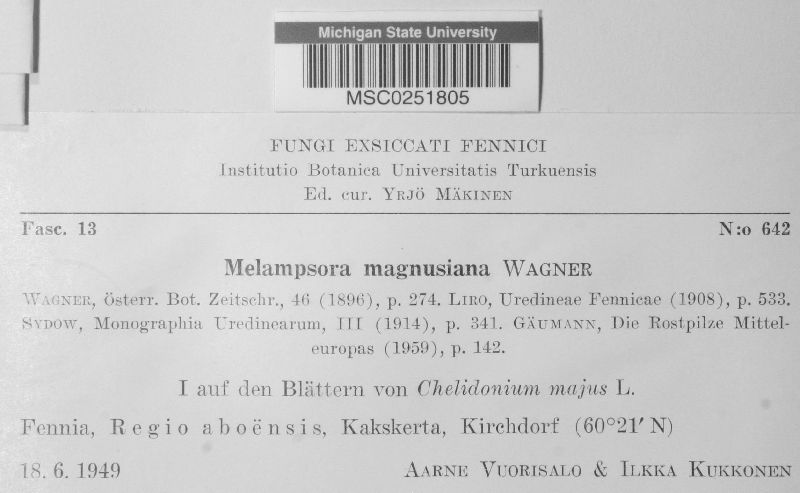 Michigan State University
MSC0251805
FUNGI EXSICCATI FENNICI
Institutio Botanica Universitatis Turkuensis
Ed. cur. YRJÖ MÄKINEN
Fasc. 13 N:o 642
Melampsora magnusiana WAGNER
WAGNER, österr. Bot. Zeitschr., 46 (1896), p. 274. LIRO, Uredineae Fennicae (1908), p. 533.
SYDOW, Monographia Uredinearum, III (1914), p. 341. GÄUMANN, Die Rostpilze Mittel-
europas (1959), p. 142.
I auf den Blättern von Chelidonium majus L.
Fennia, Regio aboënsis, Kakskerta, Kirchdorf (60°21′ N)
18. 6. 1949 AARNE VUORISALO & ILKKA KUKKONEN